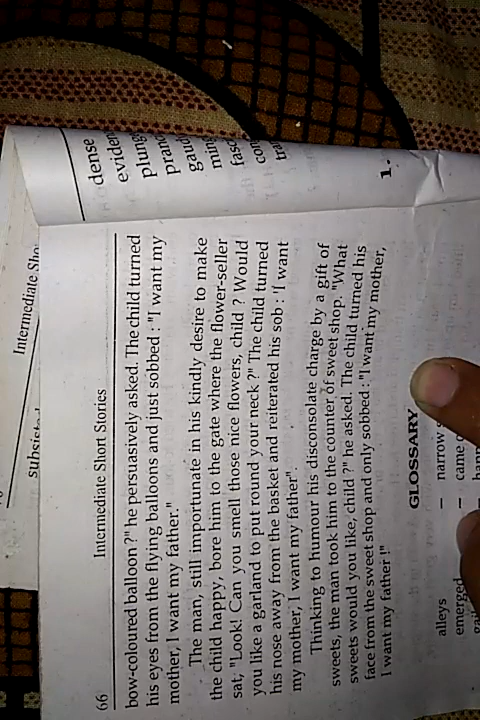 66 Intermediate Short Stories
bow-coloured balloon ?" he persuasively asked. The child turned
his eyes from the flying balloons and just sobbed : "I want my
mother, I want my father."
The man, still importunate in his kindly desire to make
the child happy, bore him to the gate where the flower-seller
sat; "Look! Can you smell those nice flowers, child ? Would
you like a garland to put round your neck ?" The child turned
his nose away from the basket and reiterated his sob : 'I want
my mother, I want my father".
Thinking to humour his disconsolate charge by a gift of
sweets, the man took him to the counter of sweet shop. "What
sweets would you like, child ?" he asked. The child turned his
face from the sweet shop and only sobbed : "I want my mother,
I want my father !"
GLOSSARY
alleys – narrow
emerged – came
Intermediate
dense
1.